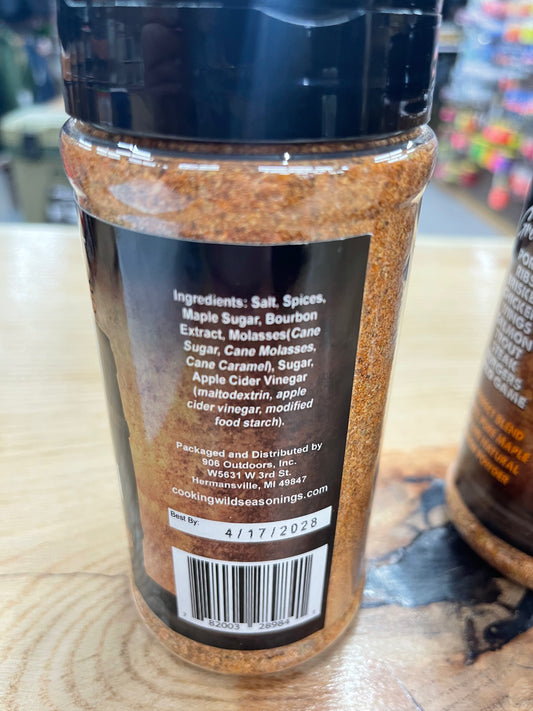 Ingredients: Salt, Spices,
Maple Sugar, Bourbon
Extract, Molasses(Cane
Sugar, Cane Molasses,
Cane Caramel), Sugar,
Apple Cider Vinegar
(maltodextrin, apple
cider vinegar, modified
food starch).
Packaged and Distributed by
906 Outdoors, Inc.
W5631 W 3rd St.
Hermansville, MI 49847
cookingwildseasonings.com
Best By: 4/17/2028
82003 28984
MAPLE